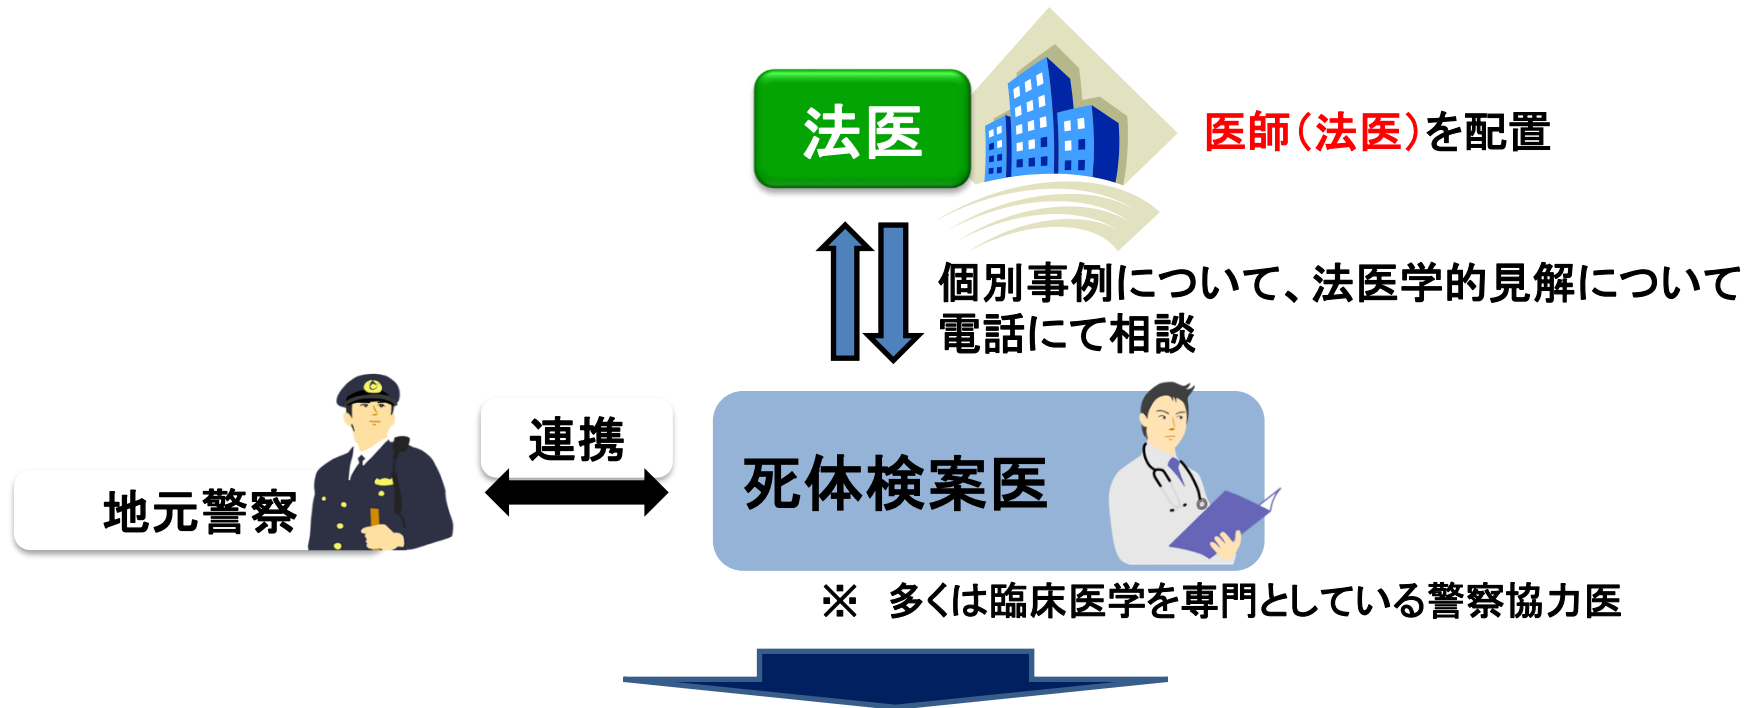 法医
医師（法医）を配置
個別事例について、法医学的見解について
電話にて相談
連携
地元警察
死体検案医
※　多くは臨床医学を専門としている警察協力医